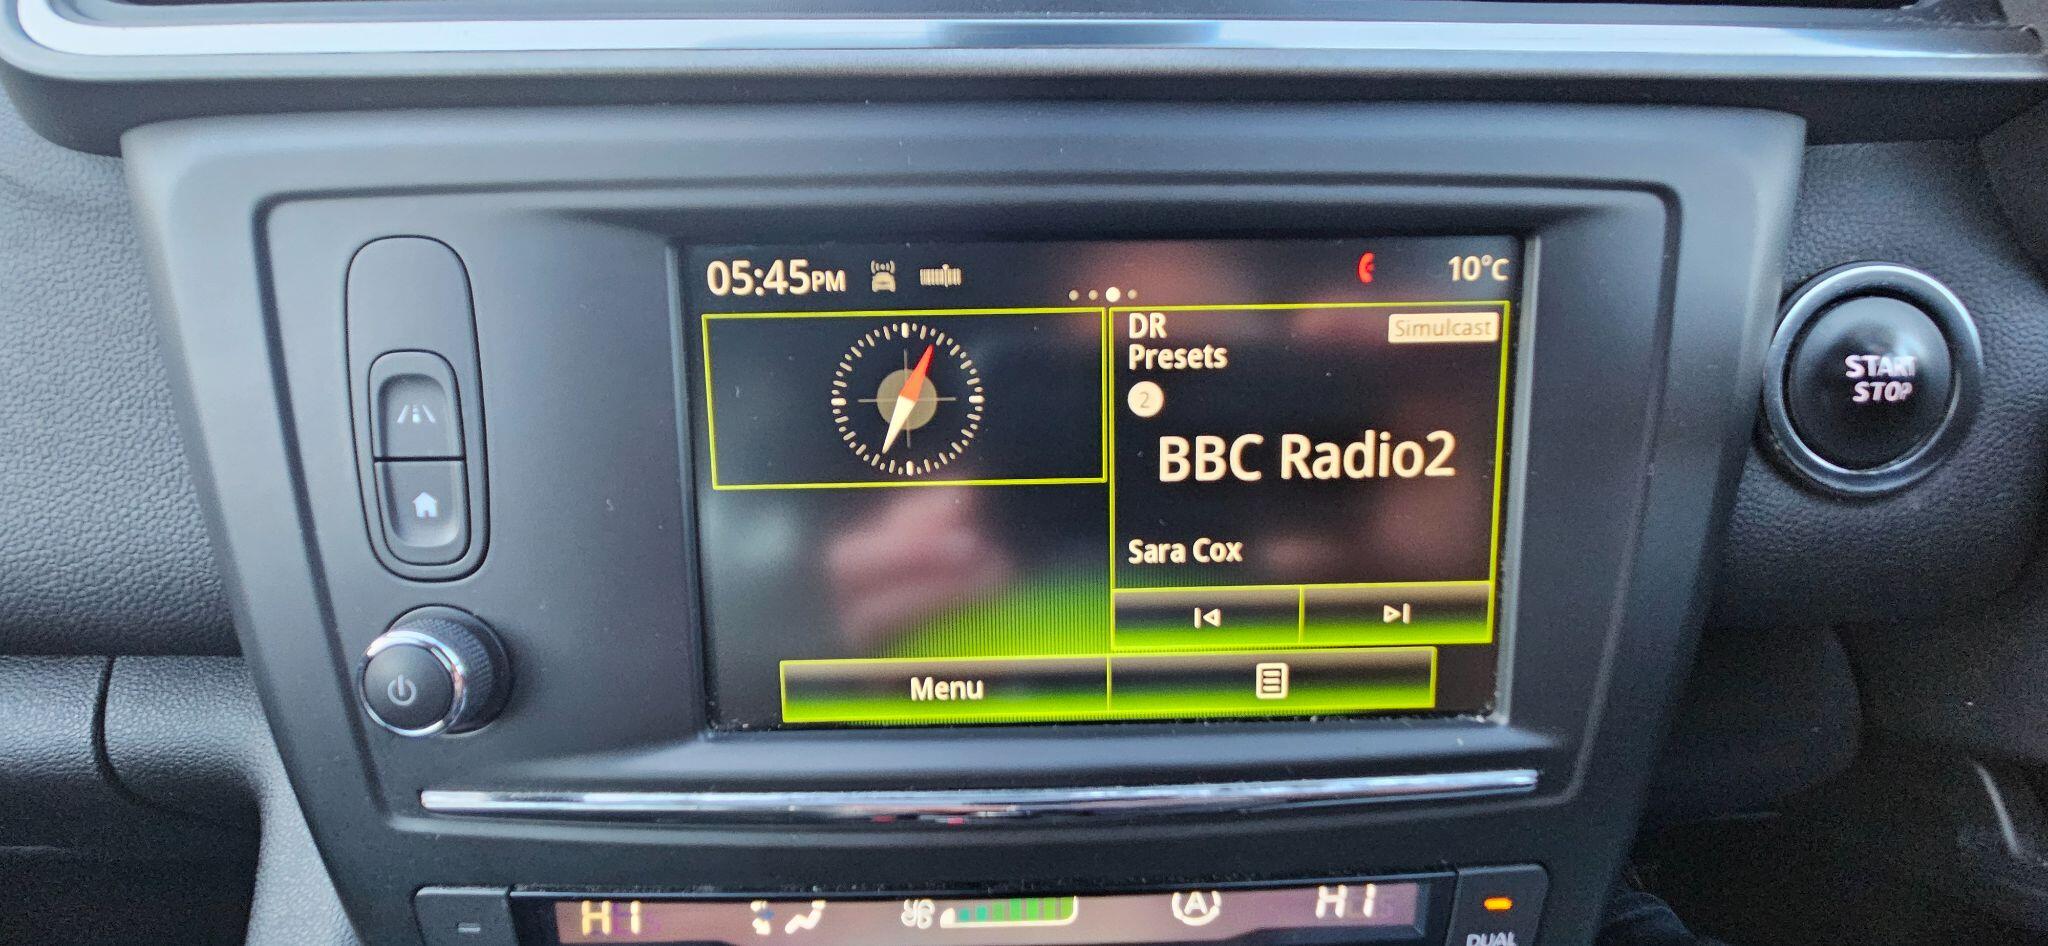 05:45PM
10°C
DR
Simulcast
Presets
2
BBC Radio2
Sara Cox
Menu
START
STOP
HI
A
HI
DUAL